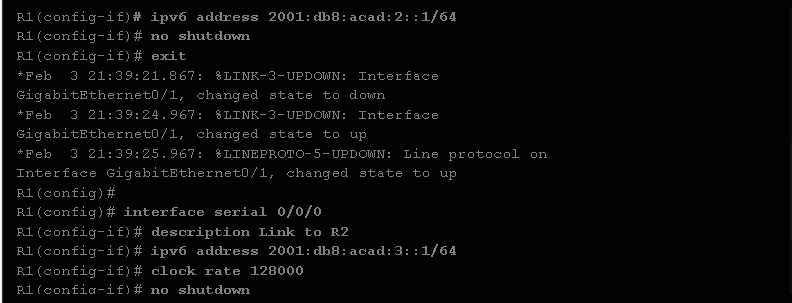 R1(config-if)# ipv6 address 2001:db8:acad:2::1/64
R1(config-if)# no shutdown
R1(config-if)# exit
*Feb  3 21:39:21.867: %LINK-3-UPDOWN: Interface
GigabitEthernet0/1, changed state to down
*Feb  3 21:39:24.967: %LINK-3-UPDOWN: Interface
GigabitEthernet0/1, changed state to up
*Feb  3 21:39:25.967: %LINEPROTO-5-UPDOWN: Line protocol on
Interface GigabitEthernet0/1, changed state to up
R1(config)#
R1(config)# interface serial 0/0/0
R1(config-if)# description Link to R2
R1(config-if)# ipv6 address 2001:db8:acad:3::1/64
R1(config-if)# clock rate 128000
R1(config-if)# no shutdown